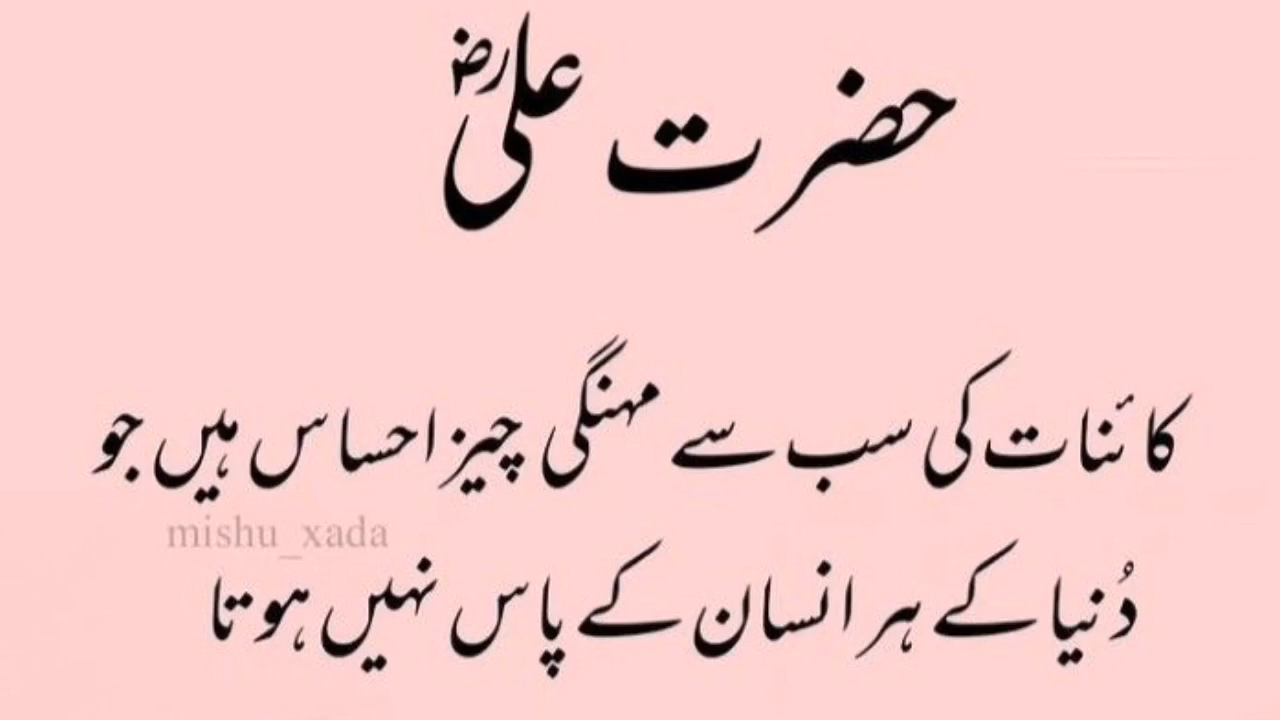 حضرت علیؓ
کائنات کی سب سے مہنگی چیز احساس ہیں جو
mishu_xada
دُنیا کے ہر انسان کے پاس نہیں ہوتا